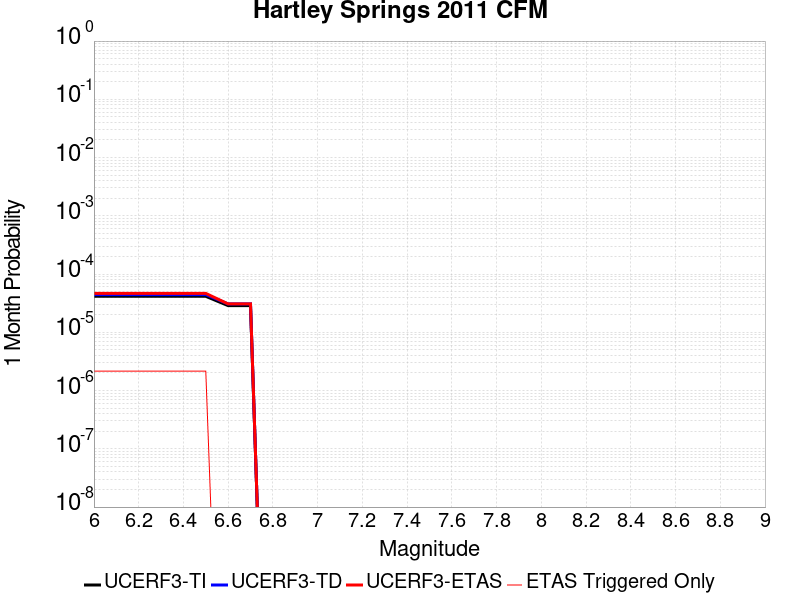 Hartley Springs 2011 CFM
10^0
10^-1
10^-2
10^-3
10^-4
10^-5
10^-6
10^-7
10^-8
1 Month Probability
6 6.2 6.4 6.6 6.8 7 7.2 7.4 7.6 7.8 8 8.2 8.4 8.6 8.8 9
Magnitude
UCERF3-TI UCERF3-TD UCERF3-ETAS ETAS Triggered Only